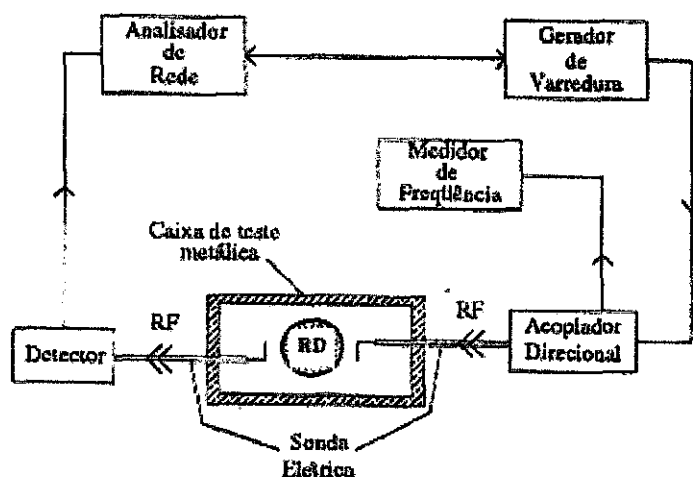 Analisador
de
Rede
Gerador
de
Varredura
Medidor
de
Freqüência
Caixa de teste
metálica
RF
RF
Detector
RD
Acoplador
Direcional
Sonda
Elétrica